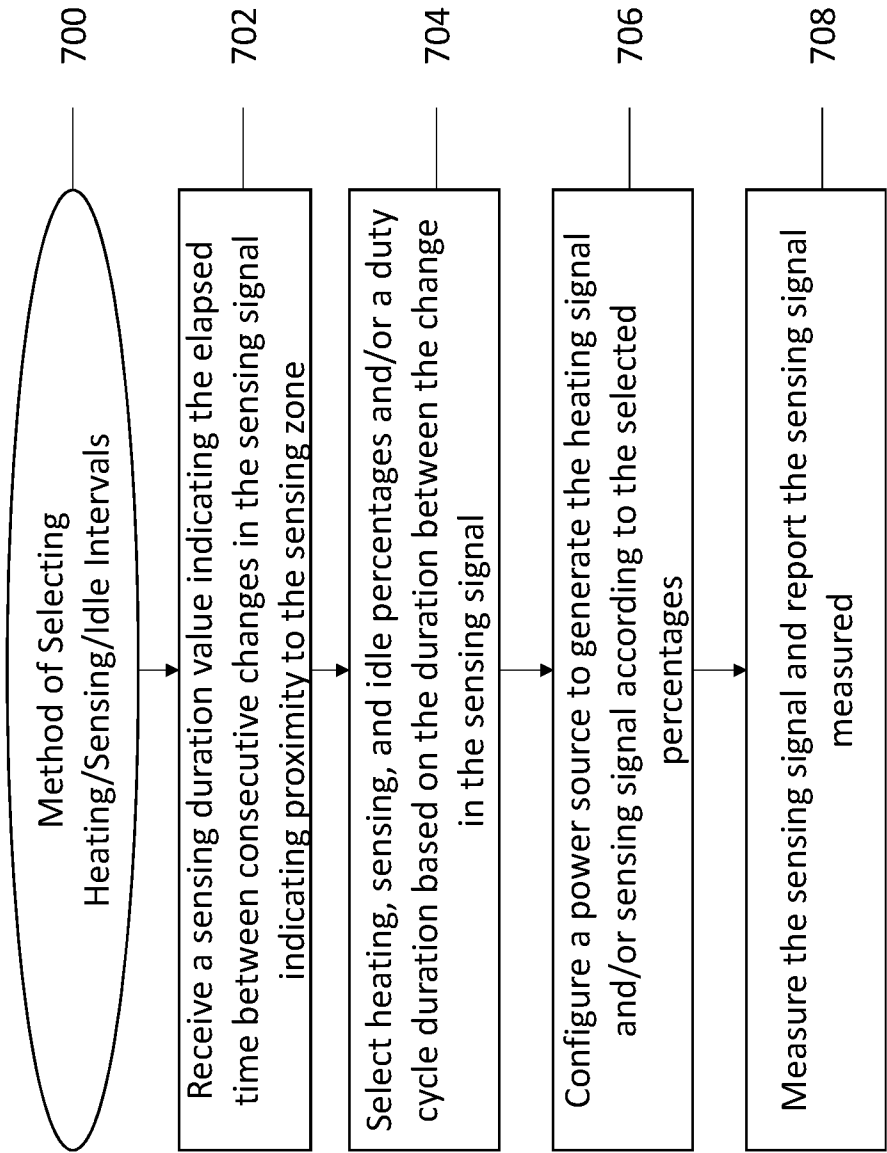 Method of Selecting
Heating/Sensing/Idle Intervals
700
Receive a sensing duration value indicating the elapsed
time between consecutive changes in the sensing signal
indicating proximity to the sensing zone
702
Select heating, sensing, and idle percentages and/or a duty
cycle duration based on the duration between the change
in the sensing signal
704
Configure a power source to generate the heating signal
and/or sensing signal according to the selected
percentages
706
Measure the sensing signal and report the sensing signal
measured
708